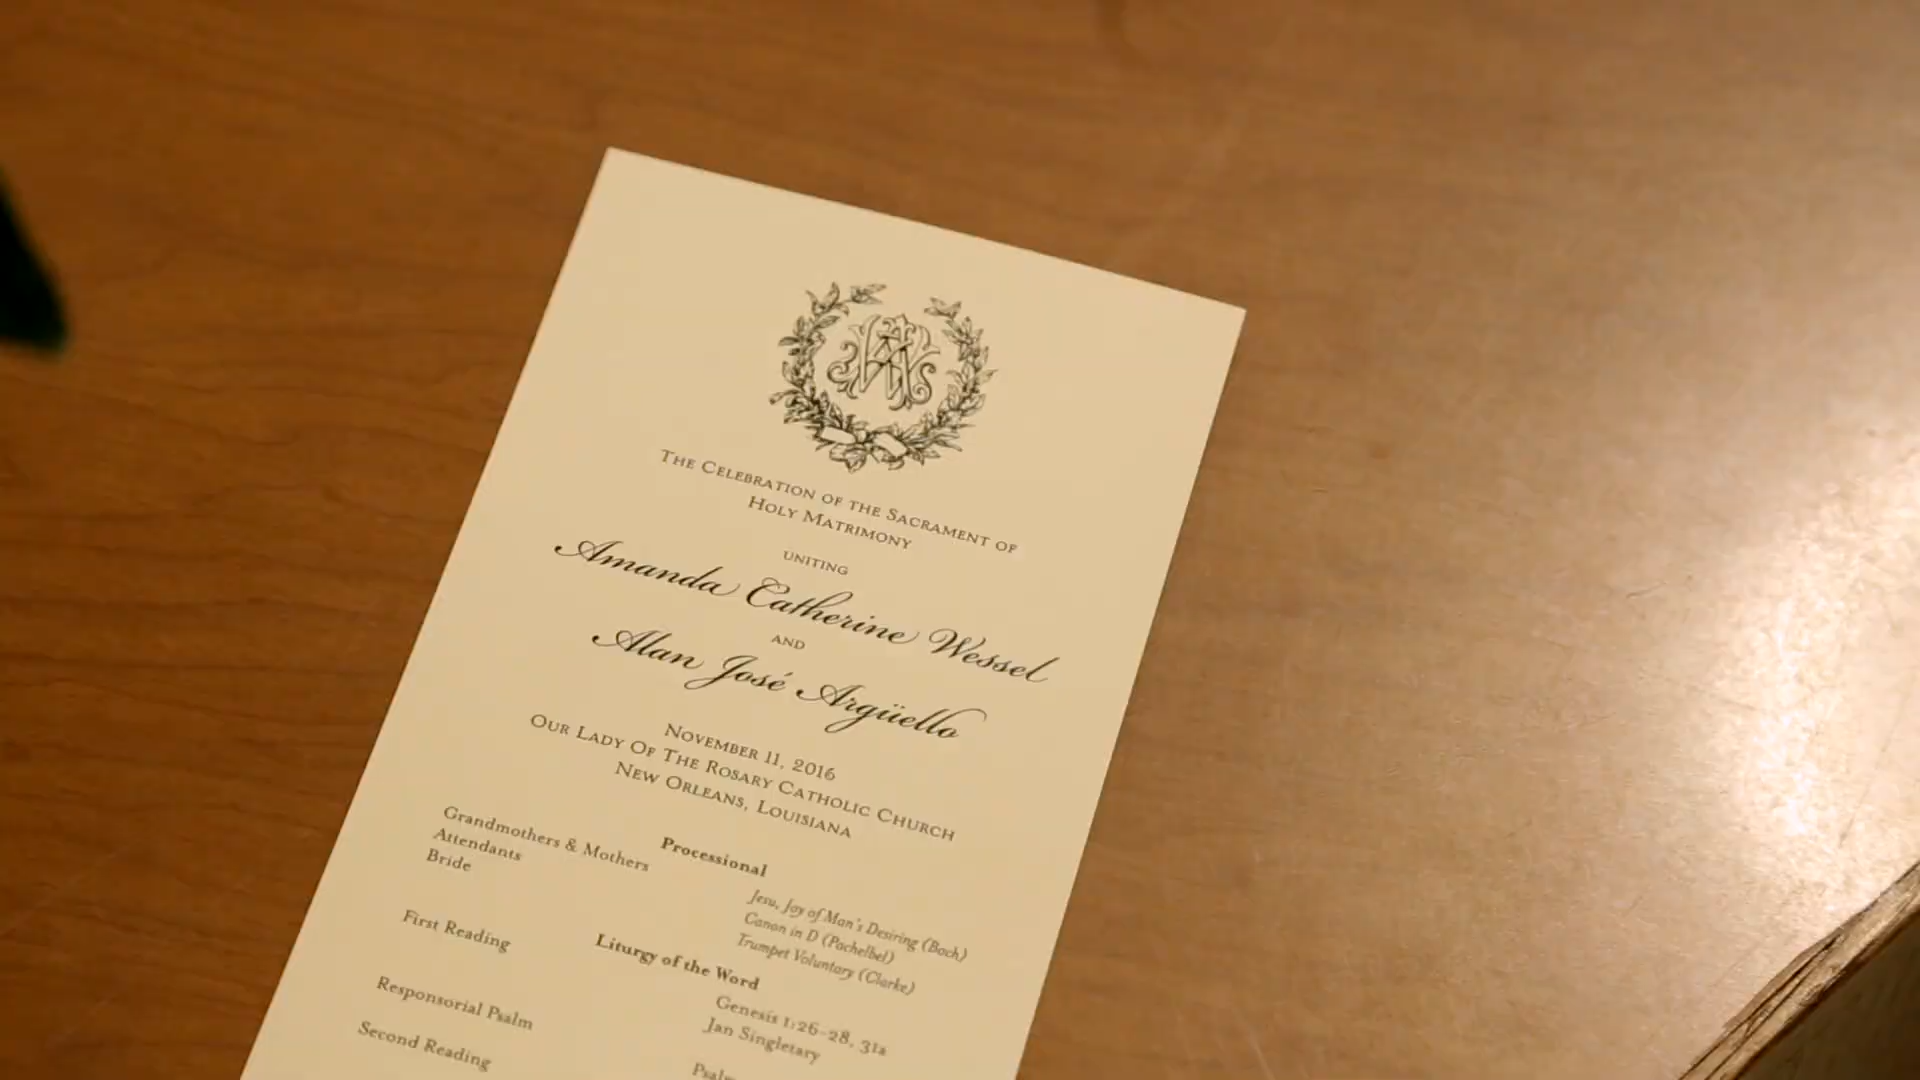 The Celebration of the Sacrament of
Holy Matrimony
uniting
Amanda Catherine Wessel
and
Alan José Argüello
November 11, 2016
Our Lady Of The Rosary Catholic Church
New Orleans, Louisiana
Processional
Grandmothers & Mothers Jesu, Joy of Man's Desiring (Bach)
Attendants Canon in D (Pachelbel)
Bride Trumpet Voluntary (Clarke)
Liturgy of the Word
First Reading Genesis 1:26-28, 31a
Jan Singletary
Responsorial Psalm Psalm
Second Reading